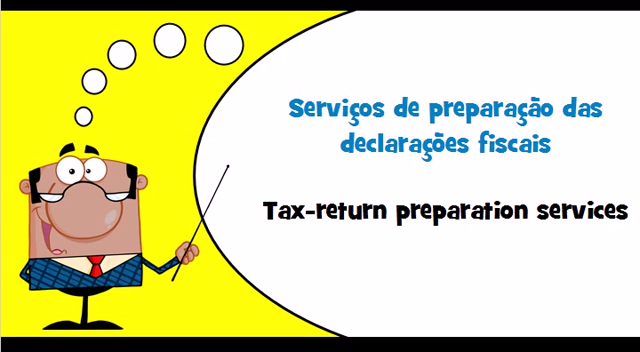 Serviços de preparação das
declarações fiscais
Tax-return preparation services